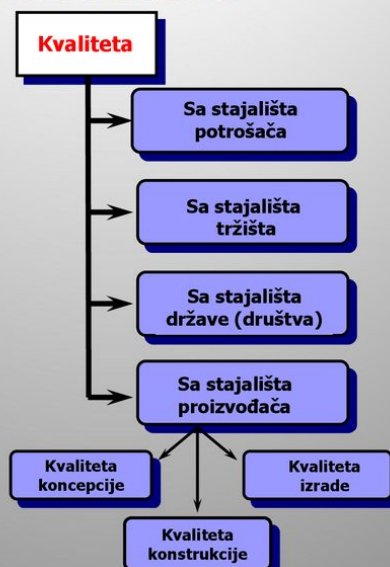 Kvaliteta
Sa stajališta
potrošača
Sa stajališta
tržišta
Sa stajališta
države (društva)
Sa stajališta
proizvođača
Kvaliteta
koncepcije
Kvaliteta
izrade
Kvaliteta
konstrukcije